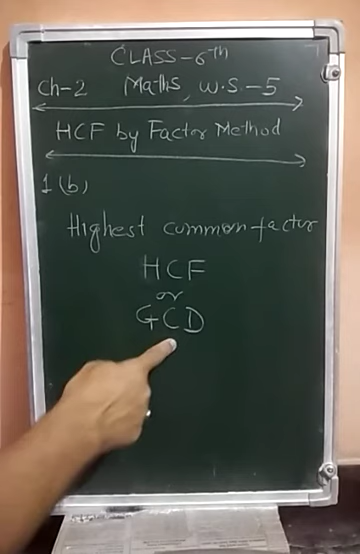 CLASS-6th
Ch-2 Maths, W.S.-5
HCF by Factor Method
1(b)
Highest common factor
HCF
or
GCD